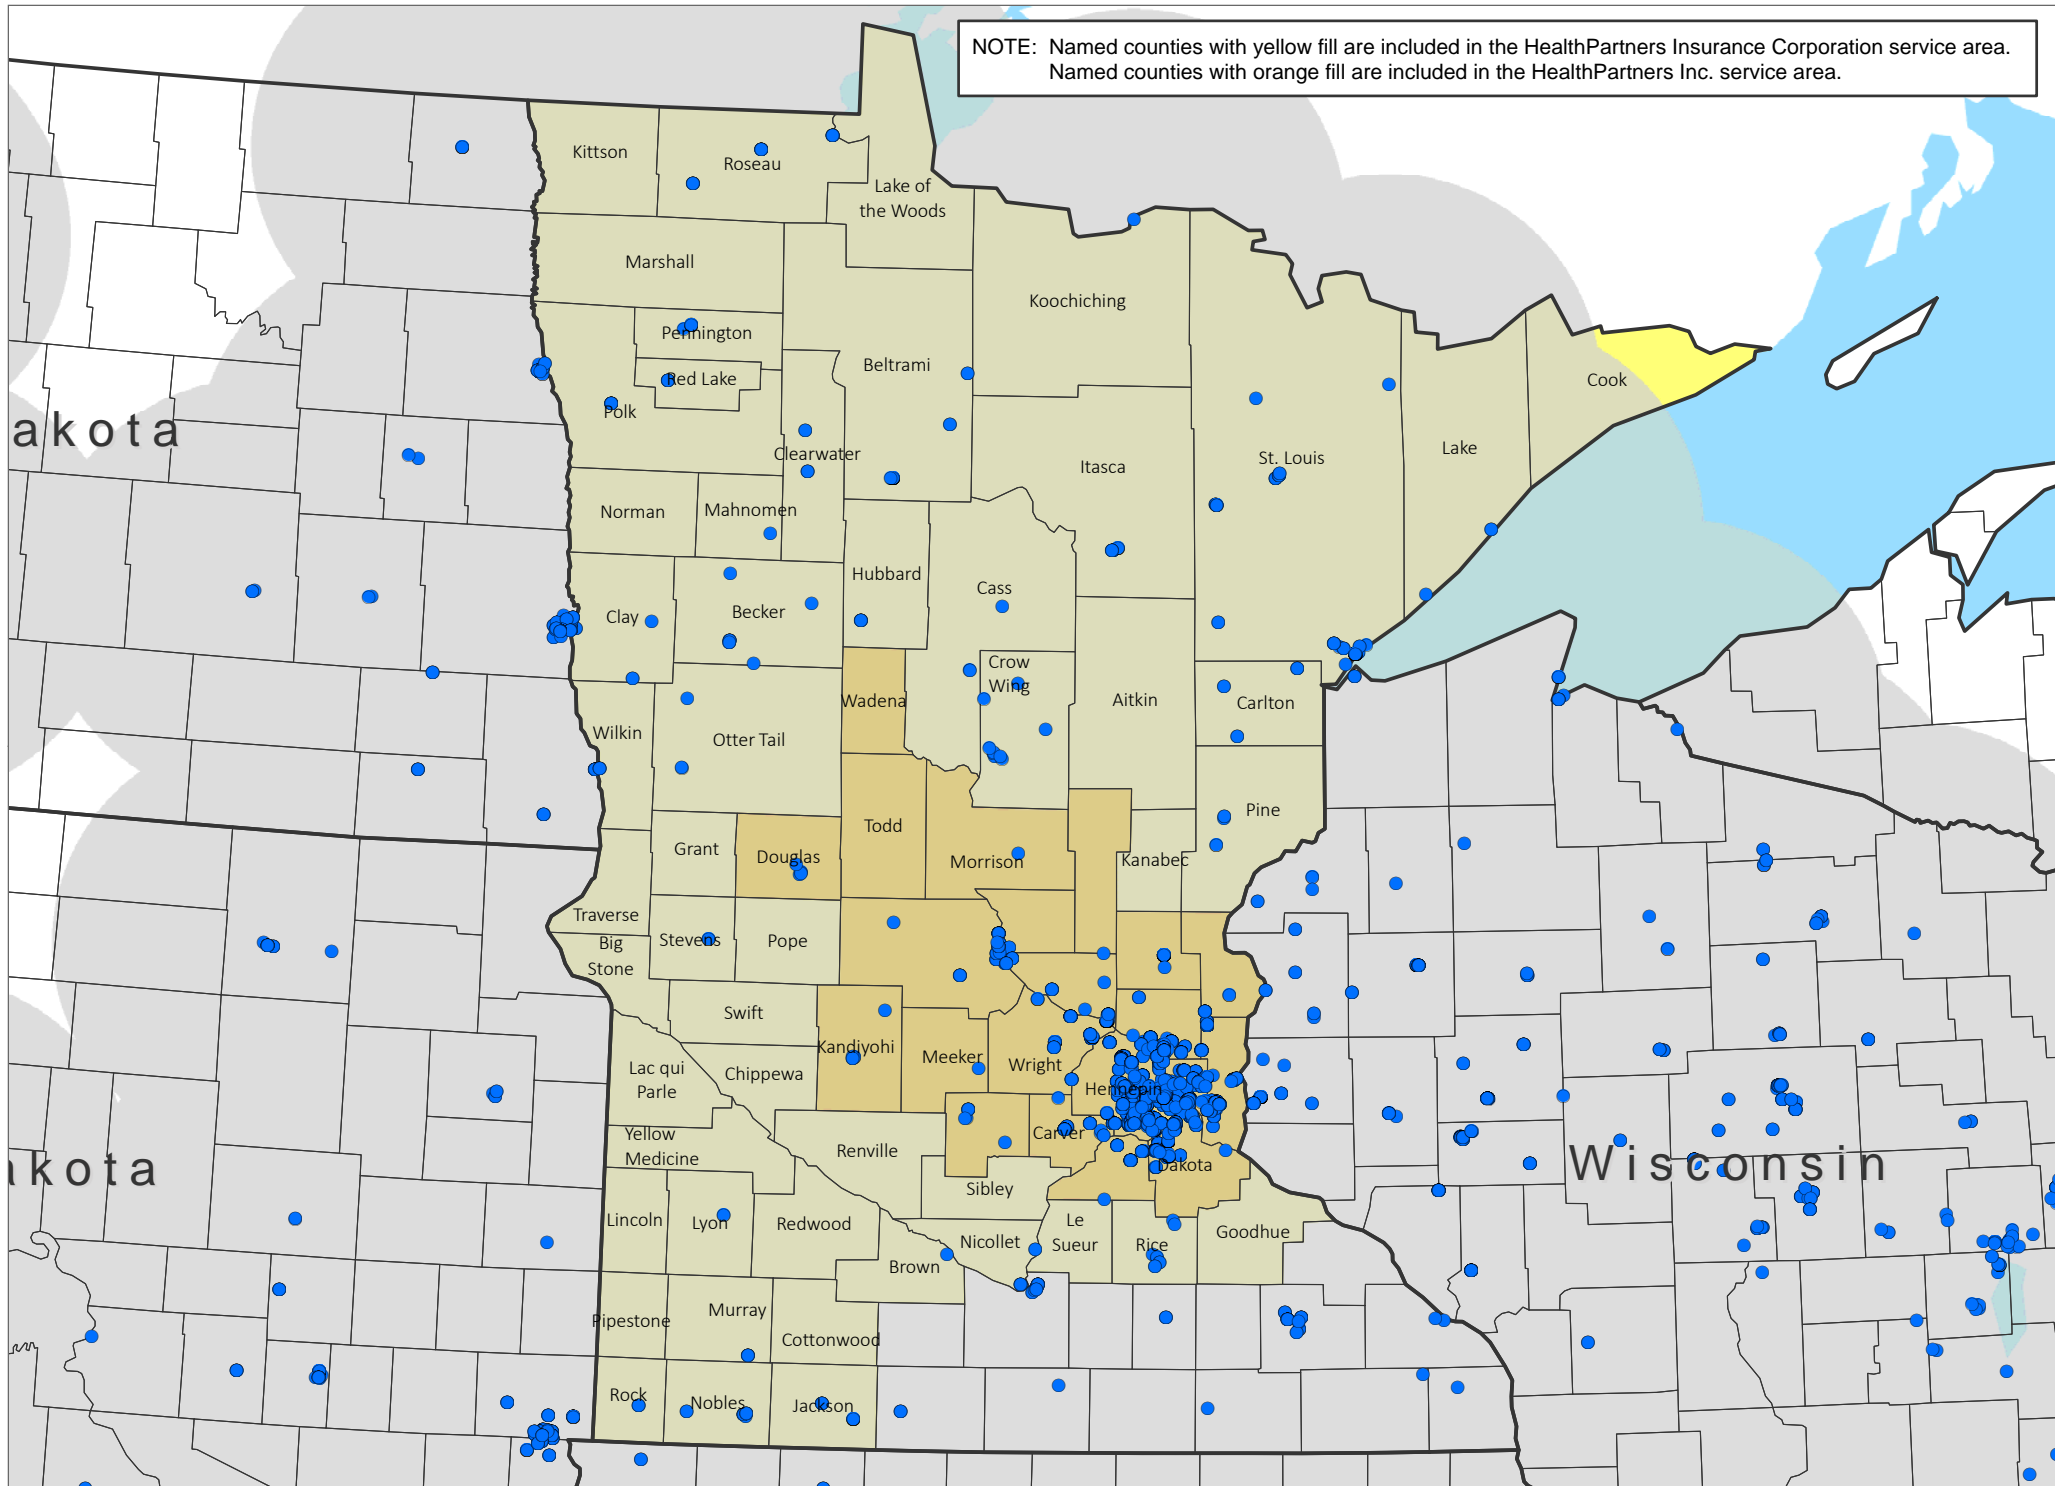 NOTE: Named counties with yellow fill are included in the HealthPartners Insurance Corporation service area.
Named counties with orange fill are included in the HealthPartners Inc. service area.
Kittson
Roseau
Lake of
the Woods
Marshall
Koochiching
Pennington
Red Lake
Beltrami
Cook
Polk
akota
Clearwater
Itasca
St. Louis
Lake
Norman
Mahnomen
Hubbard
Cass
Clay
Becker
Crow
Wing
Wadena
Aitkin
Carlton
Wilkin
Otter Tail
Todd
Pine
Grant
Douglas
Morrison
Kanabec
Traverse
Stevens
Pope
Big
Stone
Swift
Kandiyohi
Meeker
Wright
Lac qui
Parle
Chippewa
Hennepin
Carver
Yellow
Medicine
Renville
Dakota
Wisconsin
akota
Sibley
Lincoln
Lyon
Redwood
Le
Sueur
Nicollet
Rice
Goodhue
Brown
Murray
Pipestone
Cottonwood
Rock
Nobles
Jackson